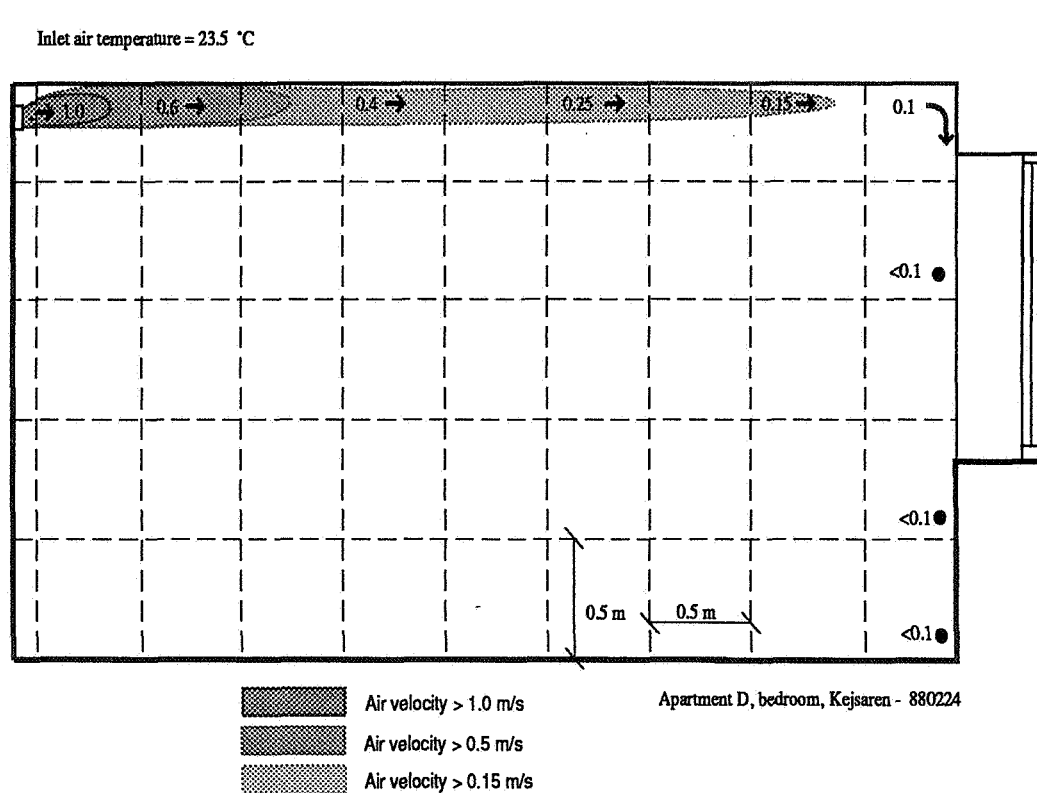 Inlet air temperature = 23.5 °C
1.0 0.6 0.4 0.25 0.15 0.1
<0.1
<0.1
0.5 m 0.5 m
<0.1
Air velocity > 1.0 m/s
Apartment D, bedroom, Kejsaren - 880224
Air velocity > 0.5 m/s
Air velocity > 0.15 m/s